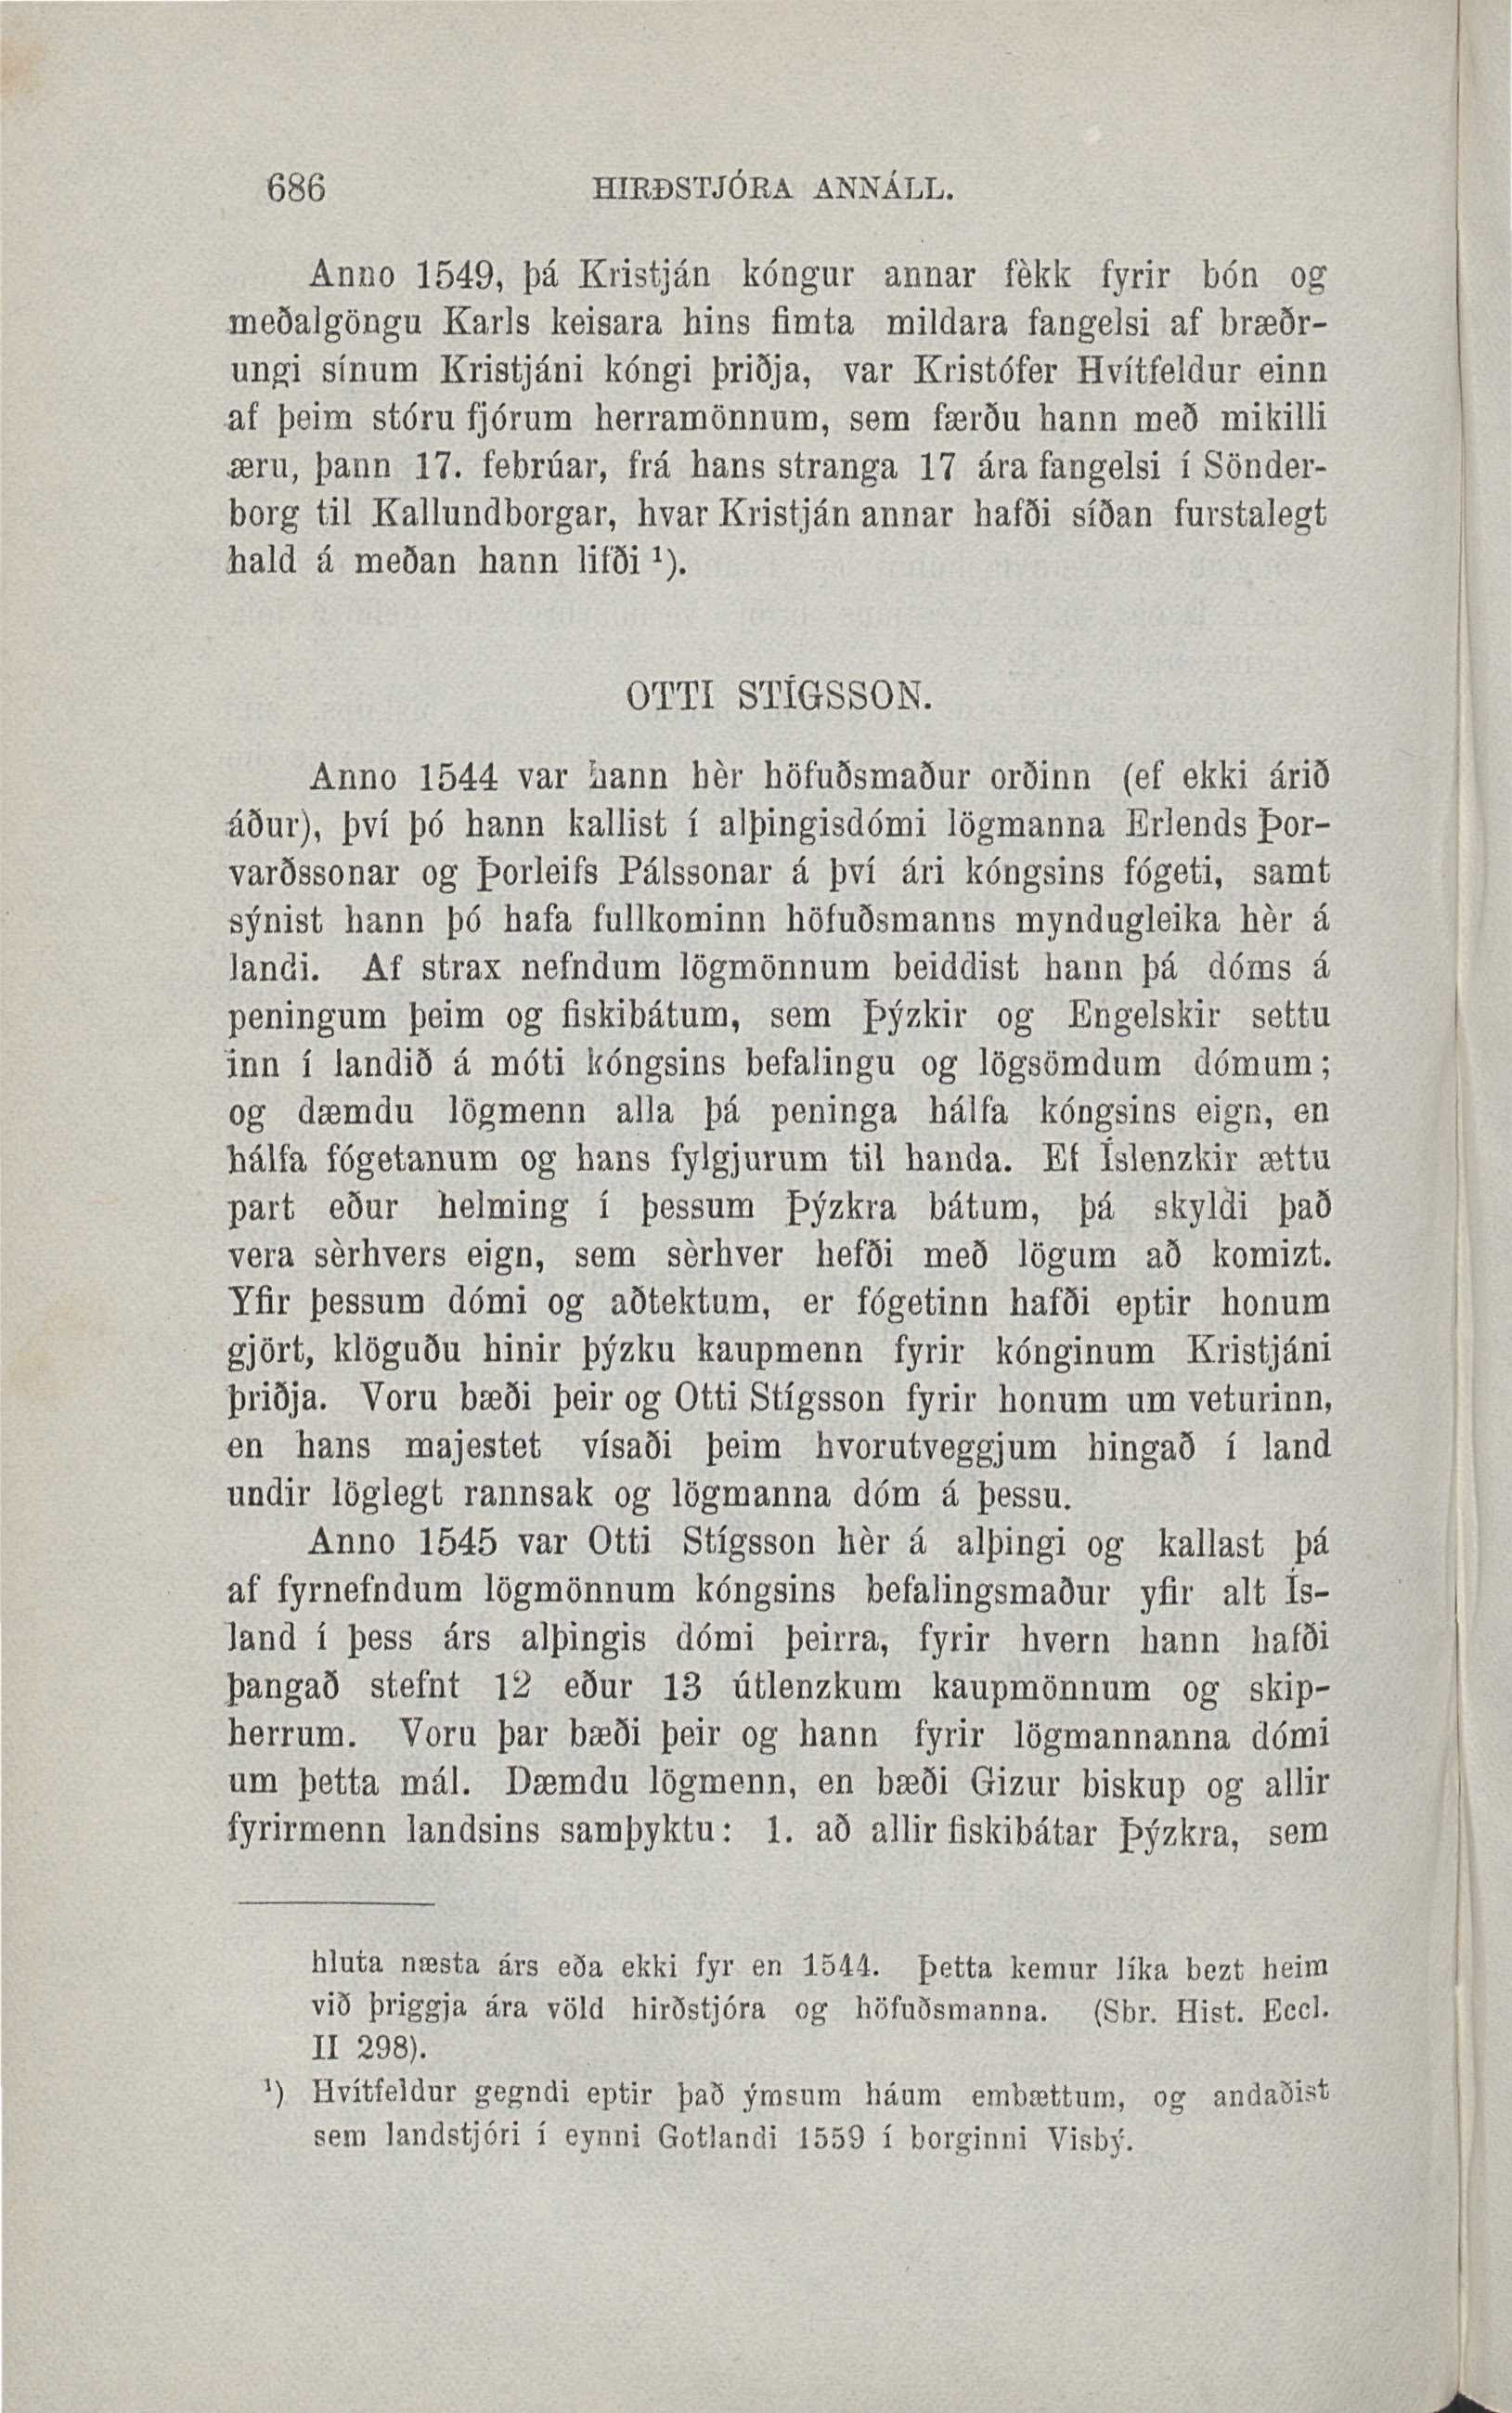 686 HIRÐSTJÓRA ANNÁLL.
Anno 1549, þá Kristján kóngur annar fèkk fyrir bón og
meðalgöngu Karls keisara hins fimta mildara fangelsi af bræðr-
ungi sínum Kristjáni kóngi þriðja, var Kristófer Hvítfeldur einn
af þeim stóru fjórum herramönnum, sem færðu hann með mikilli
æru, þann 17. febrúar, frá hans stranga 17 ára fangelsi í Sönder-
borg til Kallundborgar, hvar Kristján annar hafði síðan furstalegt
hald á meðan hann lifði ¹).
OTTI STÍGSSON.
Anno 1544 var hann hèr höfuðsmaður orðinn (ef ekki árið
áður), því þó hann kallist í alþingisdómi lögmanna Erlends Þor-
varðssonar og Þorleifs Pálssonar á því ári kóngsins fógeti, samt
sýnist hann þó hafa fullkominn höfuðsmanns myndugleika hèr á
landi. Af strax nefndum lögmönnum beiddist hann þá dóms á
peningum þeim og fiskibátum, sem Þýzkir og Engelskir settu
inn í landið á móti kóngsins befalingu og lögsömdum dómum;
og dæmdu lögmenn alla þá peninga hálfa kóngsins eign, en
hálfa fógetanum og hans fylgjurum til handa. Ef Íslenzkir ættu
part eður helming í þessum Þýzkra bátum, þá skyldi það
vera sèrhvers eign, sem sèrhver hefði með lögum að komizt.
Yfir þessum dómi og aðtektum, er fógetinn hafði eptir honum
gjört, klöguðu hinir þýzku kaupmenn fyrir kónginum Kristjáni
þriðja. Voru bæði þeir og Otti Stígsson fyrir honum um veturinn,
en hans majestet vísaði þeim hvorutveggjum hingað í land
undir löglegt rannsak og lögmanna dóm á þessu.
Anno 1545 var Otti Stígsson hèr á alþingi og kallast þá
af fyrnefndum lögmönnum kóngsins befalingsmaður yfir alt Ís-
land í þess árs alþingis dómi þeirra, fyrir hvern hann hafði
þangað stefnt 12 eður 13 útlenzkum kaupmönnum og skip-
herrum. Voru þar bæði þeir og hann fyrir lögmannanna dómi
um þetta mál. Dæmdu lögmenn, en bæði Gizur biskup og allir
fyrirmenn landsins samþyktu: 1. að allir fiskibátar Þýzkra, sem
hluta næsta árs eða ekki fyr en 1544. Þetta kemur líka bezt heim
við þriggja ára völd hirðstjóra og höfuðsmanna. (Sbr. Hist. Eccl.
II 298).
¹) Hvítfeldur gegndi eptir það ýmsum háum embættum, og andaðist
sem landstjóri í eynni Gotlandi 1559 í borginni Visbý.